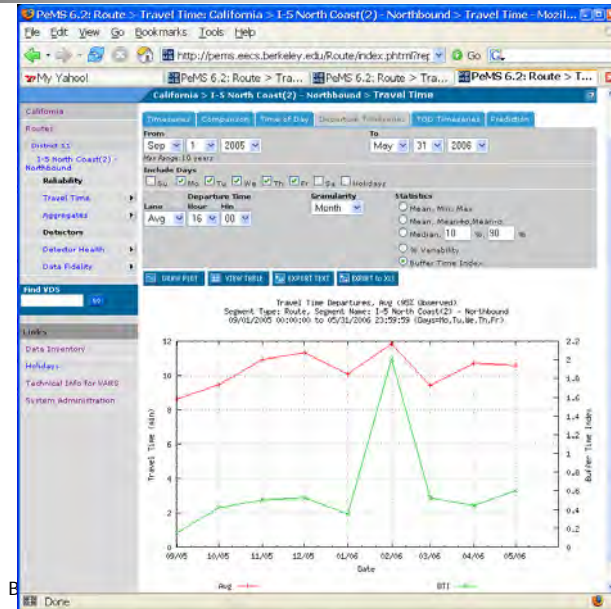 PeMS 6.2: Route > Travel Time: California > I-5 North Coast(2) - Northbound > Travel Time - Mozil...
File Edit View Go Bookmarks Tools Help
http://pems.eecs.berkeley.edu/Route/index.phtml?rep Go
My Yahoo! PeMS 6.2: Route > Tra... PeMS 6.2: Route > Tra... PeMS 6.2: Route > T...
California > I-5 North Coast(2) - Northbound > Travel Time
California
Routes
District 11
I-5 North Coast(2) -
Northbound
Reliability
Travel Time
Aggregates
Detectors
Detector Health
Data Fidelity
Find VDS
Links
Data Inventory
Holidays
Technical Info for VARS
System Administration
Timeseries Comparison Time of Day Departure Timeseries TOD Timeseries Prediction
From To
Sep 1 2005 May 31 2006
Max Range: 10 years
Include Days
Su Mo Tu We Th Fr Sa Holidays
Departure Time Granularity Statistics
Lane Hour Min
Avg 16 00 Month
Mean, Min, Max
Median, 10 %, 90 %
% Variability
Buffer Time Index
DRAW PLOT VIEW TABLE EXPORT TEXT EXPORT to XLS
Travel Time Departures, Avg (95% Observed)
Segment Type: Route, Segment Name: I-5 North Coast(2) - Northbound
09/01/2005 00:00:00 to 05/31/2006 23:59:59 (Days=Mo,Tu,We,Th,Fr)
12 2.2
10 2
8 1.8
6 1.6
4 1.4
2 1.2
0 1
0.8
0.6
0.4
0.2
0
Travel Time (min)
Buffer Time Index
09/05 10/05 11/05 12/05 01/06 02/06 03/06 04/06 05/06
Date
Avg BTI
B
Done